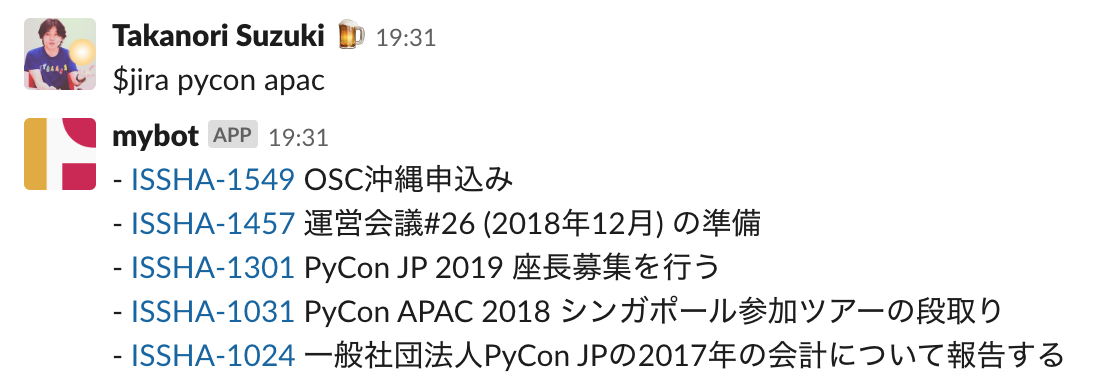 Takanori Suzuki 🍺 19:31
$jira pycon apac
mybot APP 19:31
- ISSHA-1549 OSC沖縄申込み
- ISSHA-1457 運営会議#26 (2018年12月) の準備
- ISSHA-1301 PyCon JP 2019 座長募集を行う
- ISSHA-1031 PyCon APAC 2018 シンガポール参加ツアーの段取り
- ISSHA-1024 一般社団法人PyCon JPの2017年の会計について報告する